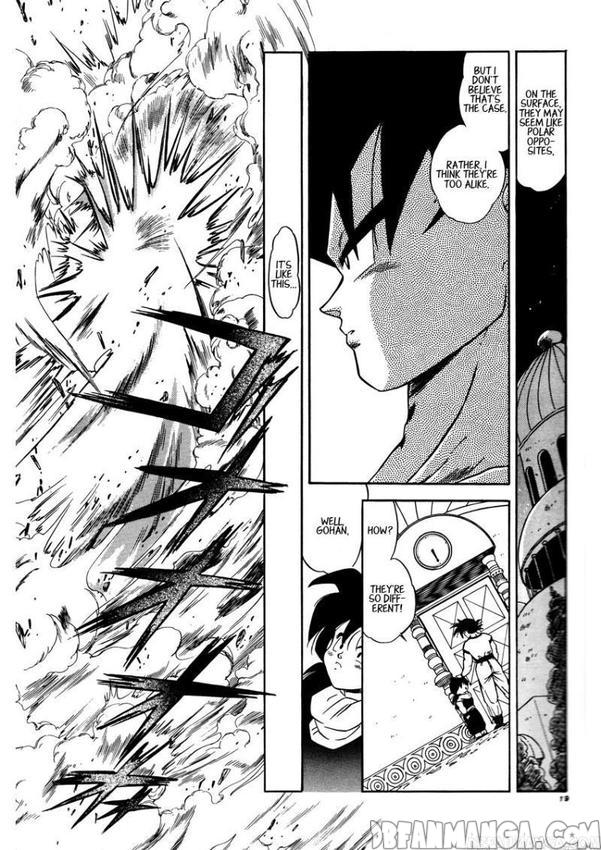 ON THE
SURFACE,
THEY MAY
SEEM LIKE
POLAR
OPPO-
SITES,
BUT I
DON'T
BELIEVE
THAT'S
THE CASE.
RATHER, I
THINK THEY'RE
TOO ALIKE.
HOW?
THEY'RE
SO DIFF-
ERENT!
WELL,
GOHAN,
IT'S
LIKE
THIS...
DBFANMANGA.COM